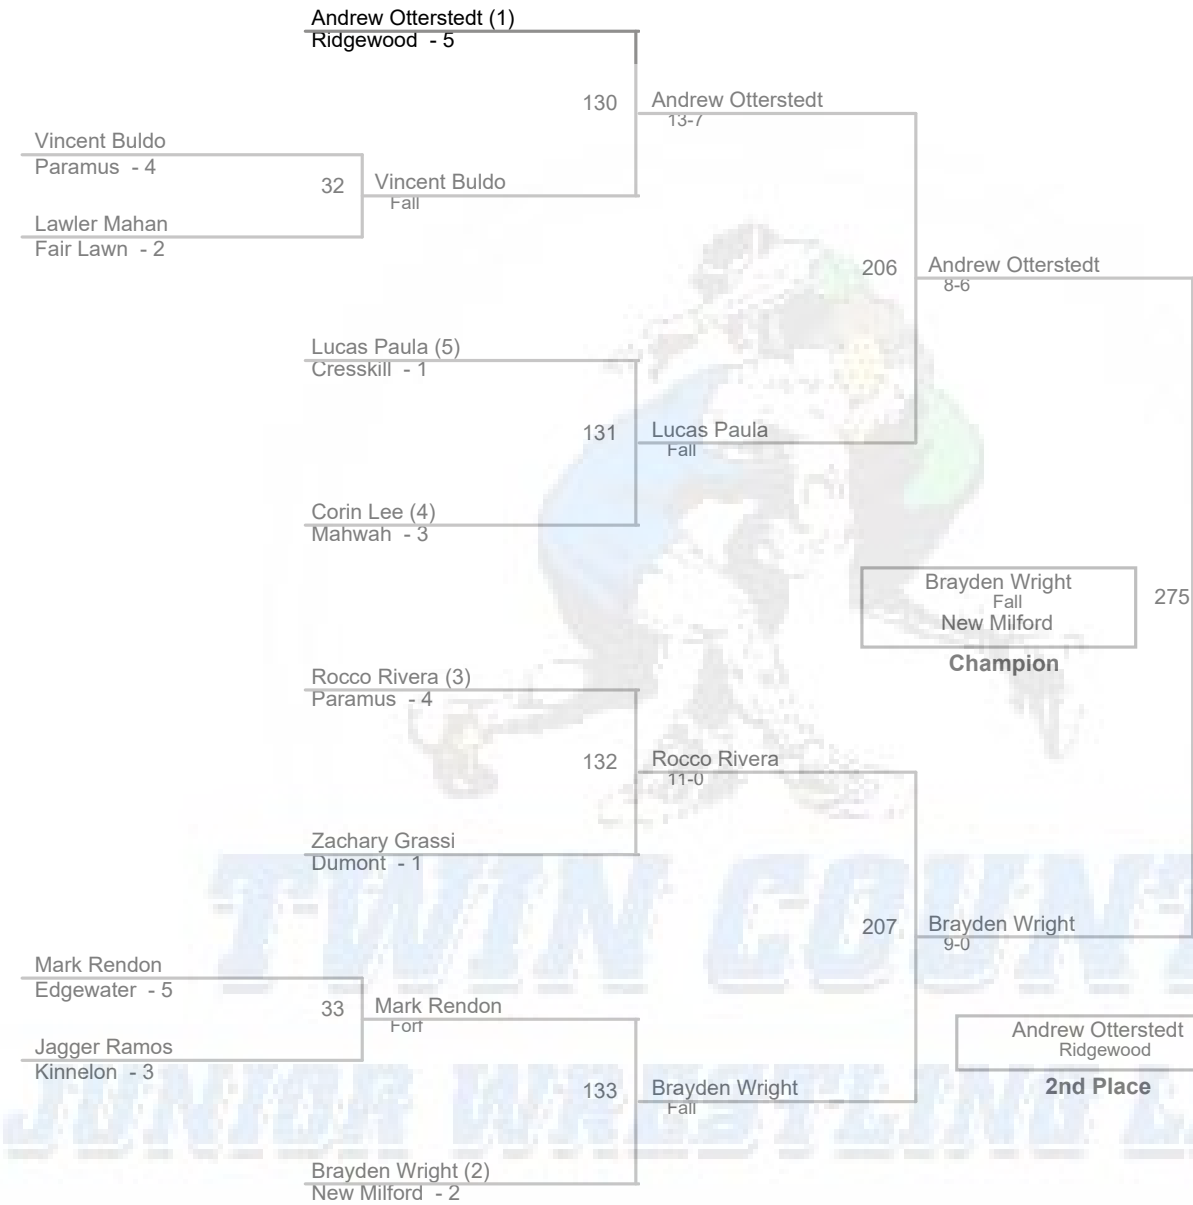 Andrew Otterstedt (1)
Ridgewood - 5
130
Andrew Otterstedt
13-7
Vincent Buldo
Paramus - 4
32
Vincent Buldo
Fall
Lawler Mahan
Fair Lawn - 2
206
Andrew Otterstedt
8-6
Lucas Paula (5)
Cresskill - 1
131
Lucas Paula
Fall
Corin Lee (4)
Mahwah - 3
Brayden Wright
Fall
New Milford
275
Champion
Rocco Rivera (3)
Paramus - 4
132
Rocco Rivera
11-0
Zachary Grassi
Dumont - 1
TWIN COUNT
207
Brayden Wright
9-0
Mark Rendon
Edgewater - 5
33
Mark Rendon
Forf
Jagger Ramos
Kinnelon - 3
Andrew Otterstedt
Ridgewood
2nd Place
133
Brayden Wright
Fall
JUNIOR WRESTLING L
Brayden Wright (2)
New Milford - 2